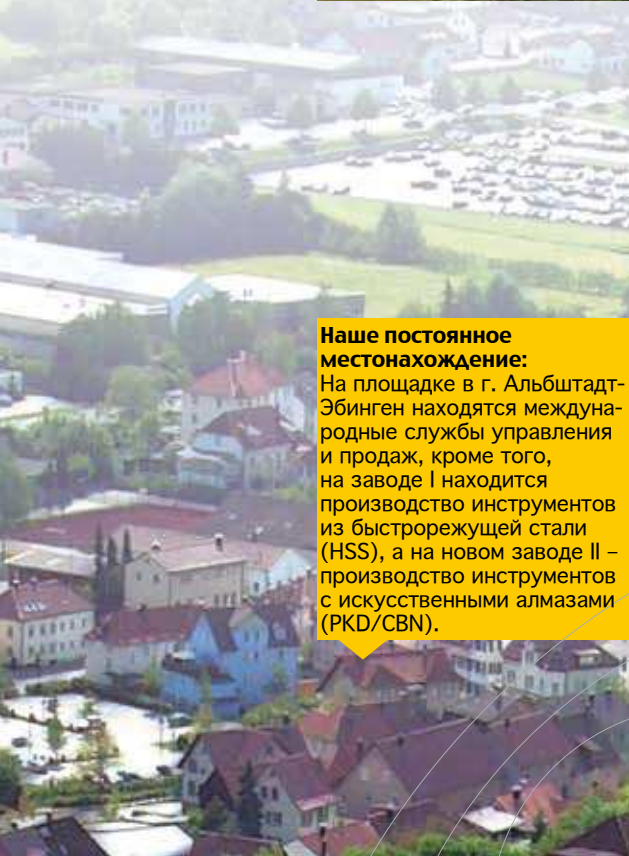 Наше постоянное
местонахождение:
На площадке в г. Альбштадт-
Эбинген находятся междуна-
родные службы управления
и продаж, кроме того,
на заводе I находится
производство инструментов
из быстрорежущей стали
(HSS), а на новом заводе II –
производство инструментов
с искусственными алмазами
(PKD/CBN).